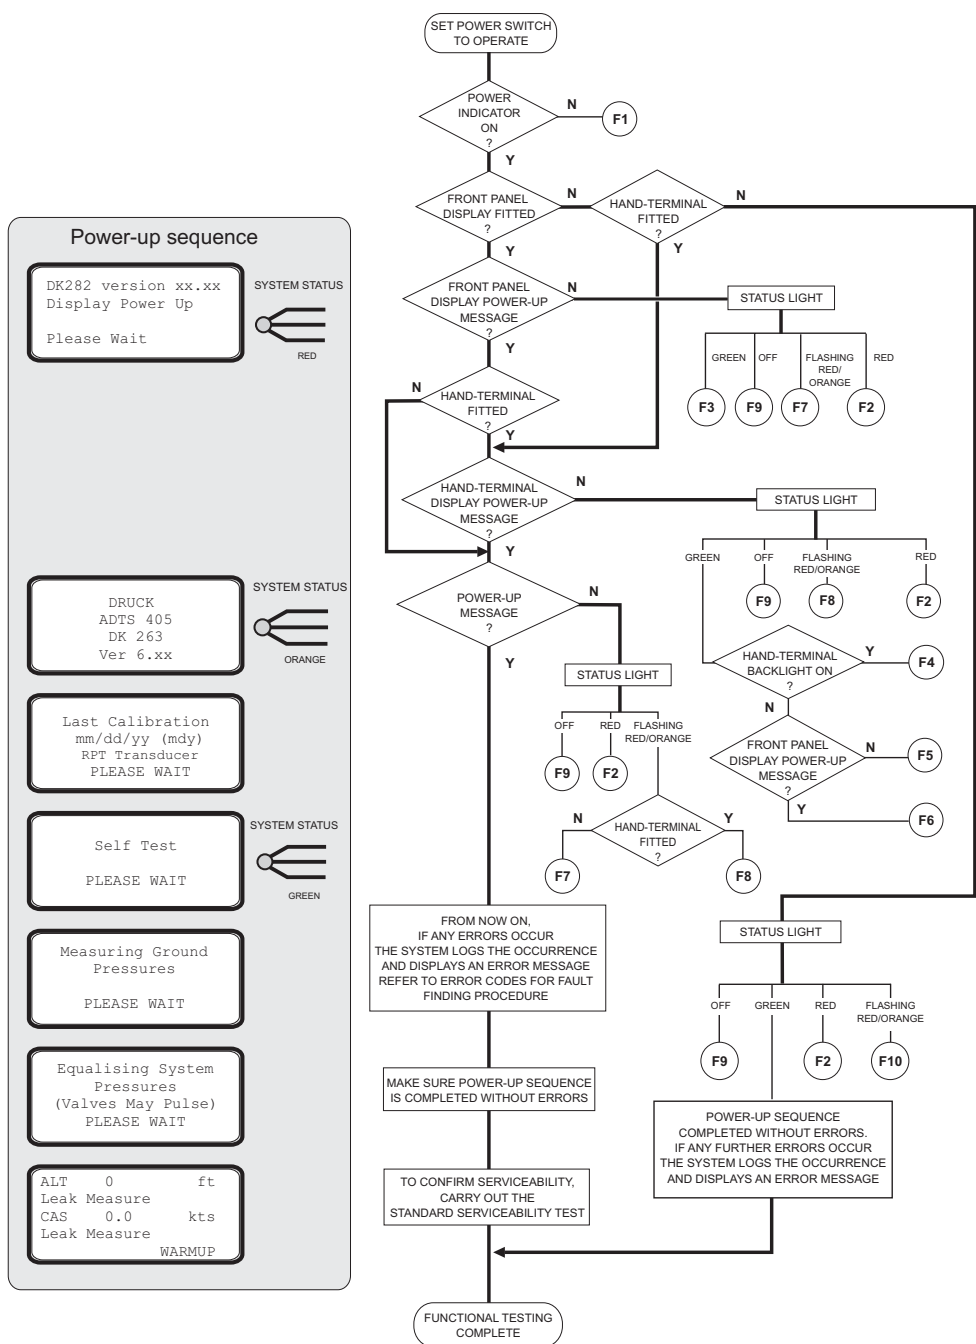 Power-up sequence
DK282 version xx.xx
Display Power Up
Please Wait
SYSTEM STATUS
RED
DRUCK
ADTS 405
DK 263
Ver 6.xx
SYSTEM STATUS
ORANGE
Last Calibration
mm/dd/yy (mdy)
RPT Transducer
PLEASE WAIT
Self Test
PLEASE WAIT
SYSTEM STATUS
GREEN
Measuring Ground
Pressures
PLEASE WAIT
Equalising System
Pressures
(Valves May Pulse)
PLEASE WAIT
ALT 0 ft
Leak Measure
CAS 0.0 kts
Leak Measure
WARMUP
SET POWER SWITCH
TO OPERATE
POWER
INDICATOR
ON
?
N
F1
Y
FRONT PANEL
DISPLAY FITTED
?
N
HAND-TERMINAL
FITTED
?
N
Y
Y
FRONT PANEL
DISPLAY POWER-UP
MESSAGE
?
N
STATUS LIGHT
GREEN
OFF
FLASHING
RED/
ORANGE
RED
F3
F9
F7
F2
Y
N
HAND-TERMINAL
FITTED
?
Y
HAND-TERMINAL
DISPLAY POWER-UP
MESSAGE
?
N
STATUS LIGHT
GREEN
OFF
FLASHING
RED/ORANGE
RED
F9
F8
F2
Y
HAND-TERMINAL
BACKLIGHT ON
?
Y
F4
N
FRONT PANEL
DISPLAY POWER-UP
MESSAGE
?
N
F5
Y
F6
POWER-UP
MESSAGE
?
N
Y
STATUS LIGHT
OFF
RED
FLASHING
RED/ORANGE
F9
F2
N
HAND-TERMINAL
FITTED
?
Y
F7
F8
FROM NOW ON,
IF ANY ERRORS OCCUR
THE SYSTEM LOGS THE OCCURRENCE
AND DISPLAYS AN ERROR MESSAGE
REFER TO ERROR CODES FOR FAULT
FINDING PROCEDURE
STATUS LIGHT
OFF
GREEN
RED
FLASHING
RED/ORANGE
F9
F2
F10
MAKE SURE POWER-UP SEQUENCE
IS COMPLETED WITHOUT ERRORS
POWER-UP SEQUENCE
COMPLETED WITHOUT ERRORS.
IF ANY FURTHER ERRORS OCCUR
THE SYSTEM LOGS THE OCCURRENCE
AND DISPLAYS AN ERROR MESSAGE
TO CONFIRM SERVICEABILITY,
CARRY OUT THE
STANDARD SERVICEABILITY TEST
FUNCTIONAL TESTING
COMPLETE